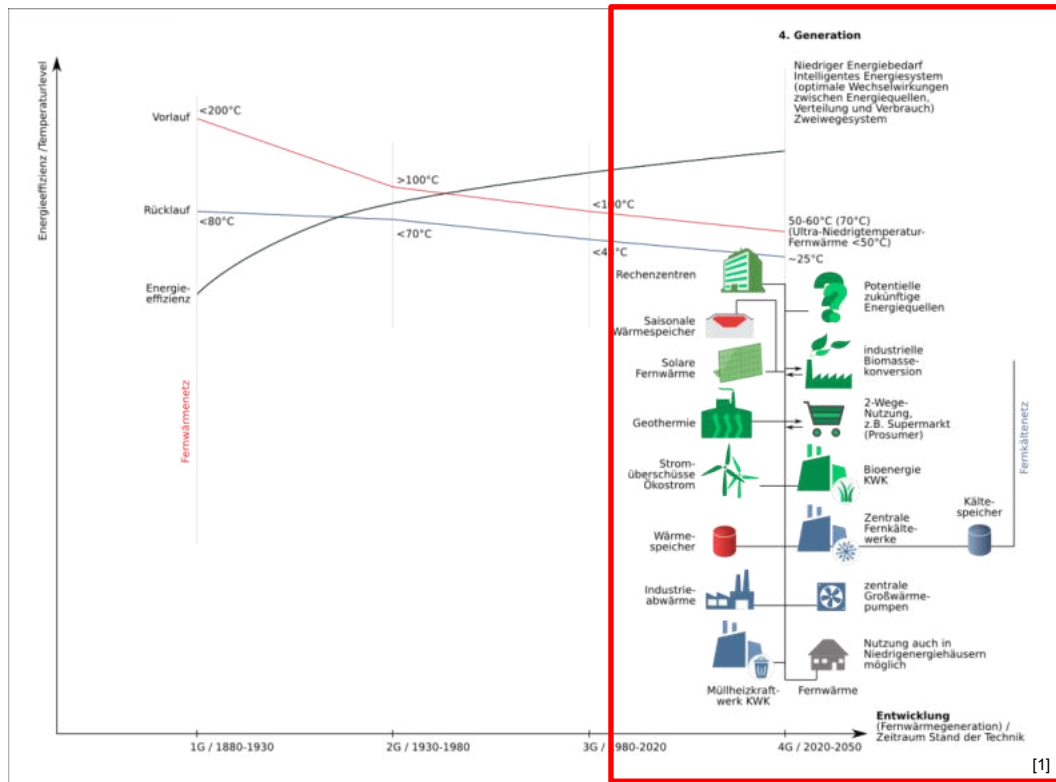 4. Generation
Niedriger Energiebedarf
Intelligentes Energiesystem
(optimale Wechselwirkungen
zwischen Energiequellen,
Verteilung und Verbrauch)
Zweiwegesystem
Energieeffizienz /Temperaturlevel
Vorlauf
<200°C
>100°C
<100°C
50-60°C (70°C)
(Ultra-Niedrigtemperatur-
Fernwärme <50°C)
Rücklauf
<80°C
<70°C
~25°C
Energie-
effizienz
Fernwärmenetz
Rechenzentren
Potentielle
zukünftige
Energiequellen
Saisonale
Wärmespeicher
Solare
Fernwärme
industrielle
Biomasse-
konversion
Geothermie
2-Wege-
Nutzung,
z.B. Supermarkt
(Prosumer)
Strom-
überschüsse
Ökostrom
Bioenergie
KWK
Fernkältenetz
Wärme-
speicher
Zentrale
Fernkälte-
werke
Kälte-
speicher
Industrie-
abwärme
zentrale
Großwärme-
pumpen
Müllheizkraft-
werk KWK
Fernwärme
Nutzung auch in
Niedrigenergiehäusern
möglich
Entwicklung
(Fernwärmegeneration) /
Zeitraum Stand der Technik
1G / 1880-1930
2G / 1930-1980
3G / 1980-2020
4G / 2020-2050
[1]